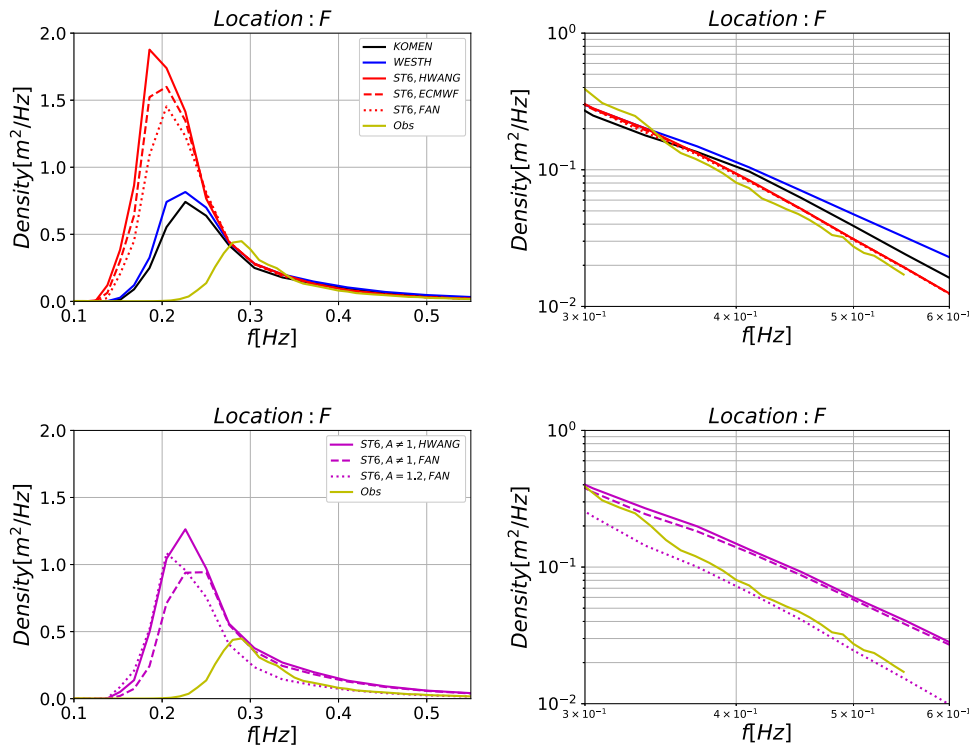 Location : F
2.0
1.5
1.0
0.5
0.0
Density[m²/Hz]
0.1 0.2 0.3 0.4 0.5
f[Hz]
KOMEN
WESTH
ST6, HWANG
ST6, ECMWF
ST6, FAN
Obs
Location : F
10⁰
10⁻¹
10⁻²
Density[m²/Hz]
3 × 10⁻¹ 4 × 10⁻¹ 5 × 10⁻¹ 6 × 10⁻¹
f[Hz]
Location : F
2.0
1.5
1.0
0.5
0.0
Density[m²/Hz]
0.1 0.2 0.3 0.4 0.5
f[Hz]
ST6, A ≠ 1, HWANG
ST6, A ≠ 1, FAN
ST6, A = 1.2, FAN
Obs
Location : F
10⁰
10⁻¹
10⁻²
Density[m²/Hz]
3 × 10⁻¹ 4 × 10⁻¹ 5 × 10⁻¹ 6 × 10⁻¹
f[Hz]